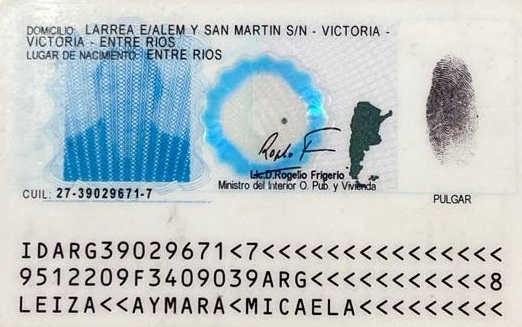 DOMICILIO: LARREA E/ALEM Y SAN MARTIN S/N - VICTORIA -
VICTORIA - ENTRE RIOS
LUGAR DE NACIMIENTO: ENTRE RIOS
Lic.D.Rogelio Frigerio
Ministro del Interior O. Pub. y Vivienda
CUIL: 27-39029671-7
PULGAR
IDARG39029671<7<<<<<<<<<<<<<<<
9512209F3409039ARG<<<<<<<<<<<8
LEIZA<<AYMARA<MICAELA<<<<<<<<<